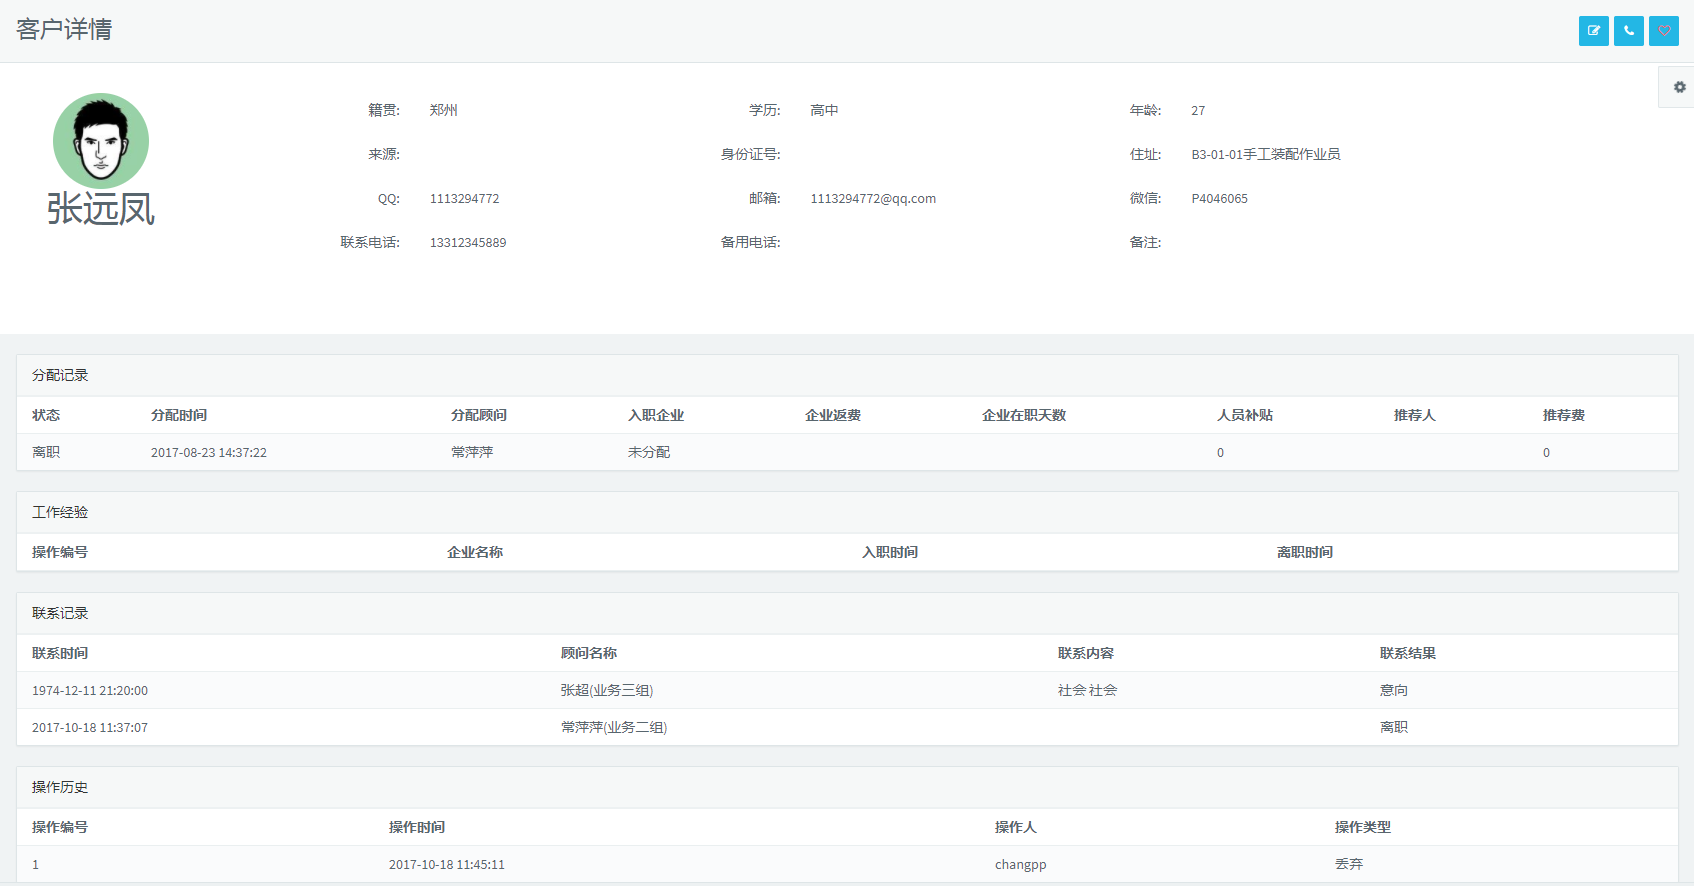 客户详情
张远凤
籍贯: 郑州 学历: 高中 年龄: 27
来源: 身份证号: 住址: B3-01-01手工装配作业员
QQ: 1113294772 邮箱: 1113294772@qq.com 微信: P4046065
联系电话: 13312345889 备用电话: 备注:
分配记录
状态 分配时间 分配顾问 入职企业 企业返费 企业在职天数 人员补贴 推荐人 推荐费
离职 2017-08-23 14:37:22 常萍萍 未分配 0 0
工作经验
操作编号 企业名称 入职时间 离职时间
联系记录
联系时间 顾问名称 联系内容 联系结果
1974-12-11 21:20:00 张超(业务三组) 社会 社会 意向
2017-10-18 11:37:07 常萍萍(业务二组) 离职
操作历史
操作编号 操作时间 操作人 操作类型
1 2017-10-18 11:45:11 changpp 丢弃